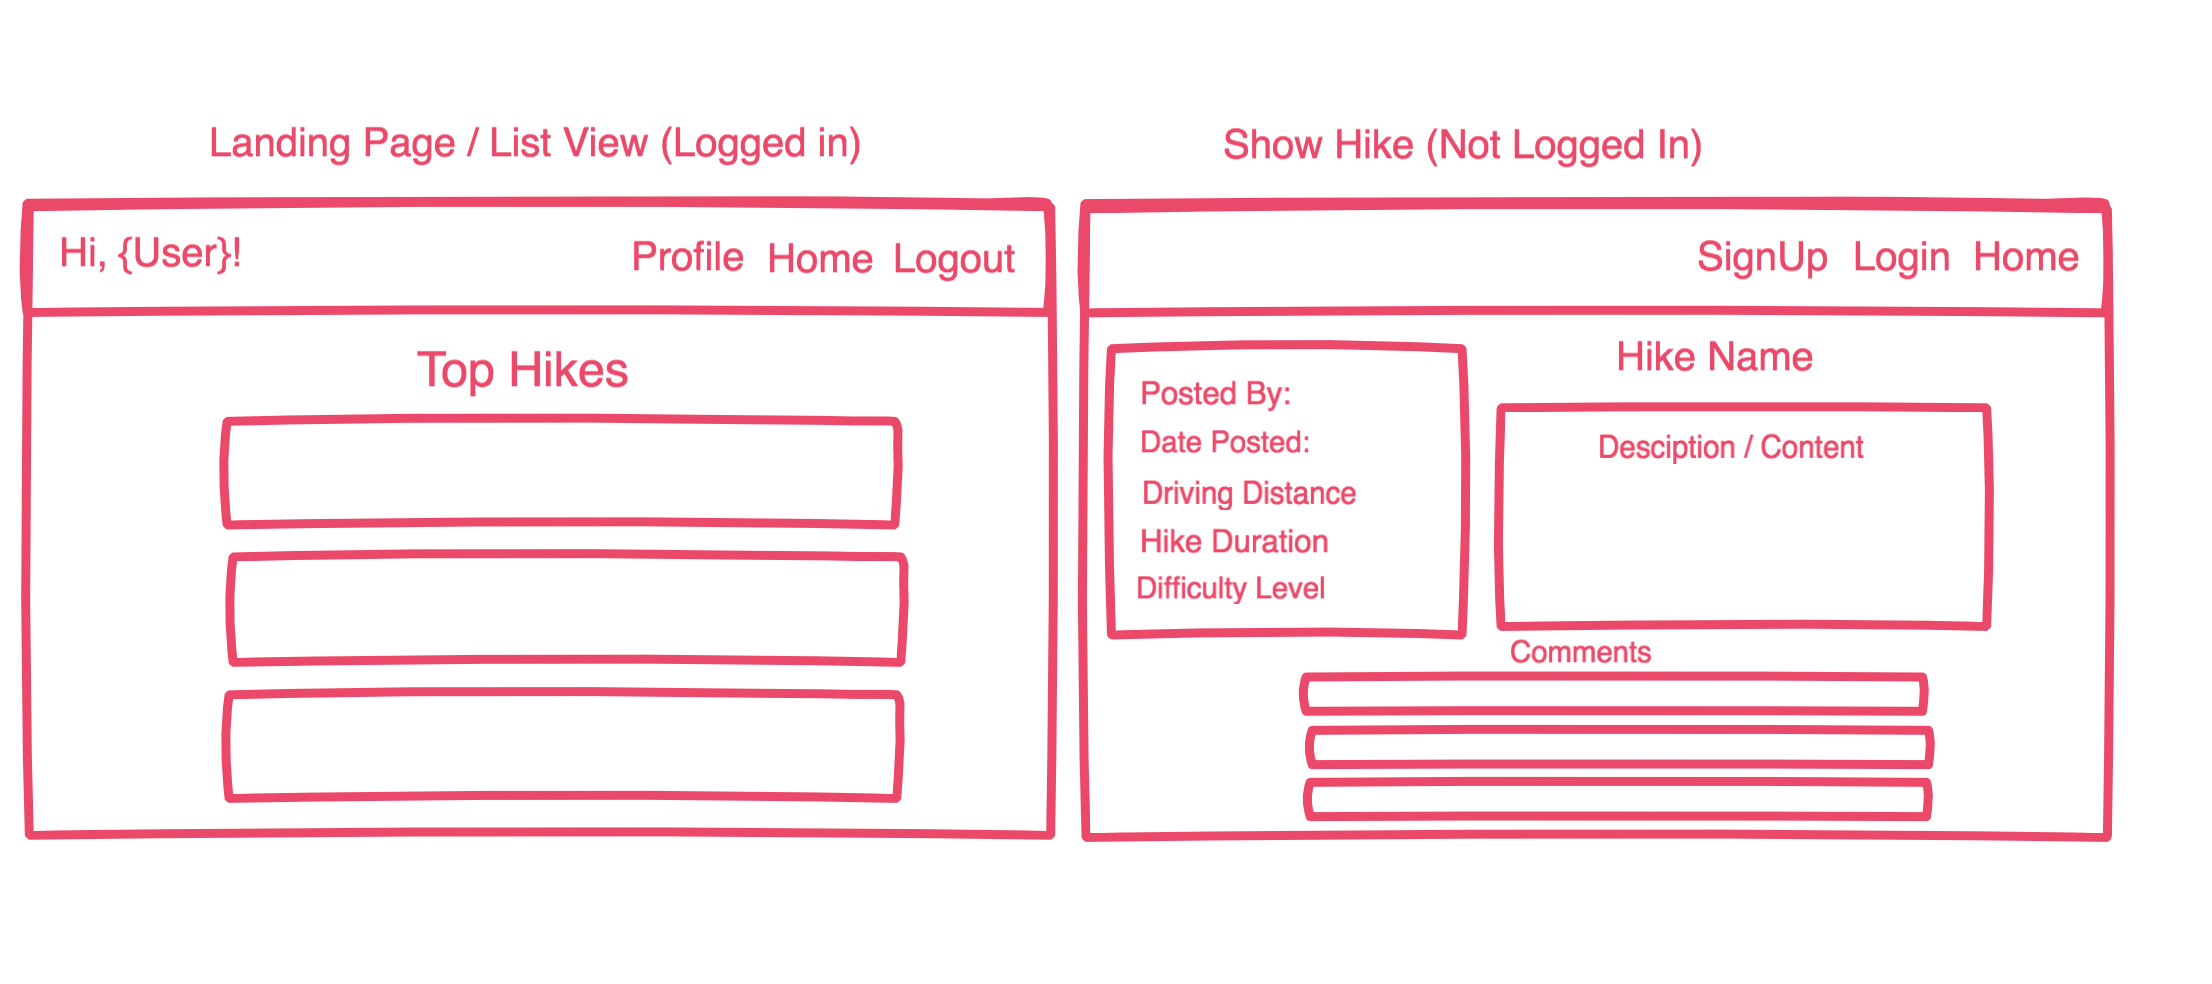 Landing Page / List View (Logged in)
Hi, {User}!
Profile Home Logout
Top Hikes
Show Hike (Not Logged In)
SignUp Login Home
Posted By:
Date Posted:
Driving Distance
Hike Duration
Difficulty Level
Hike Name
Desciption / Content
Comments